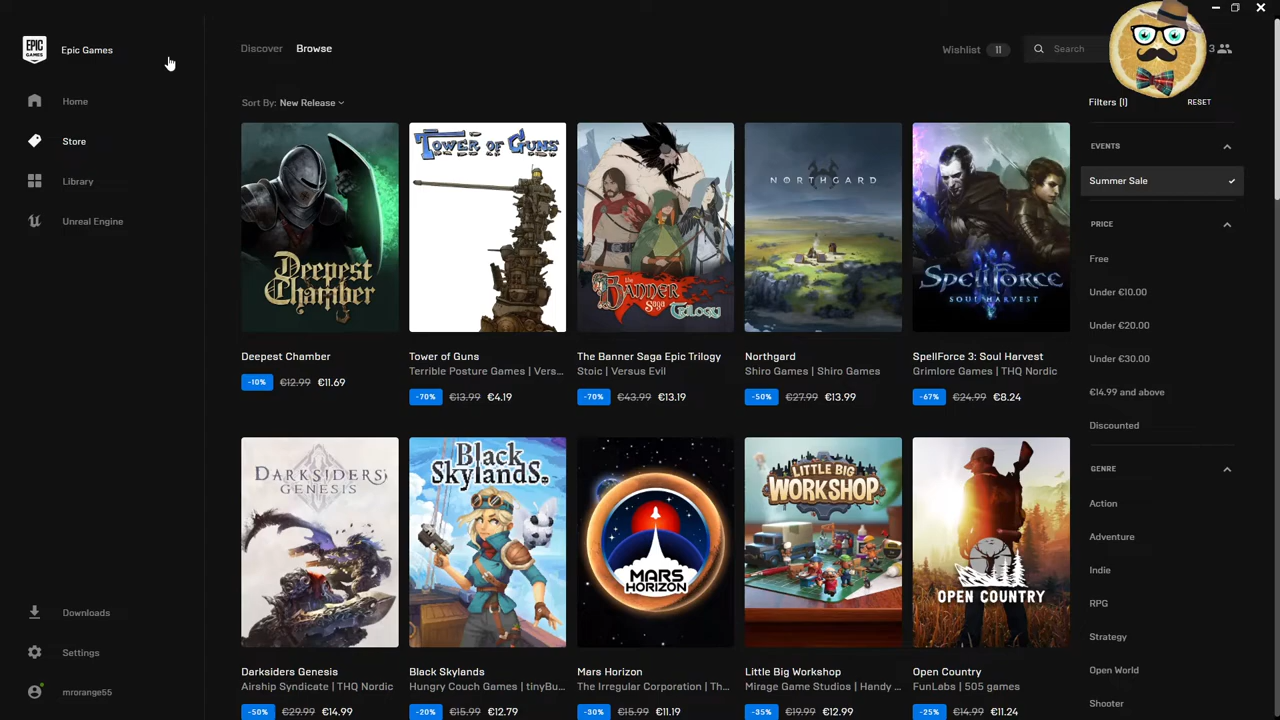 EPIC GAMES
Epic Games
Home
Store
Library
Unreal Engine
Downloads
Settings
mrorange55
Discover
Browse
Wishlist 11
Search
3
Sort By: New Release
Deepest Chamber
TOWER OF GUNS
the BANNER SAGA TRILOGY
NORTHGARD
SPELLFORCE III
SOUL HARVEST
Deepest Chamber
-10% €12.99 €11.69
Tower of Guns
Terrible Posture Games | Vers...
-70% €13.99 €4.19
The Banner Saga Epic Trilogy
Stoic | Versus Evil
-70% €43.99 €13.19
Northgard
Shiro Games | Shiro Games
-50% €27.99 €13.99
SpellForce 3: Soul Harvest
Grimlore Games | THQ Nordic
-67% €24.99 €8.24
DARKSIDERS GENESIS
Black SKYLANDS.
MARS HORIZON
LITTLE BIG WORKSHOP
OPEN COUNTRY
Darksiders Genesis
Airship Syndicate | THQ Nordic
-50% €29.99 €14.99
Black Skylands
Hungry Couch Games | tinyBu...
-20% €15.99 €12.79
Mars Horizon
The Irregular Corporation | Th...
-30% €15.99 €11.19
Little Big Workshop
Mirage Game Studios | Handy ...
-35% €19.99 €12.99
Open Country
FunLabs | 505 games
-25% €14.99 €11.24
Filters (1)
RESET
EVENTS
Summer Sale
PRICE
Free
Under €10.00
Under €20.00
Under €30.00
€14.99 and above
Discounted
GENRE
Action
Adventure
Indie
RPG
Strategy
Open World
Shooter